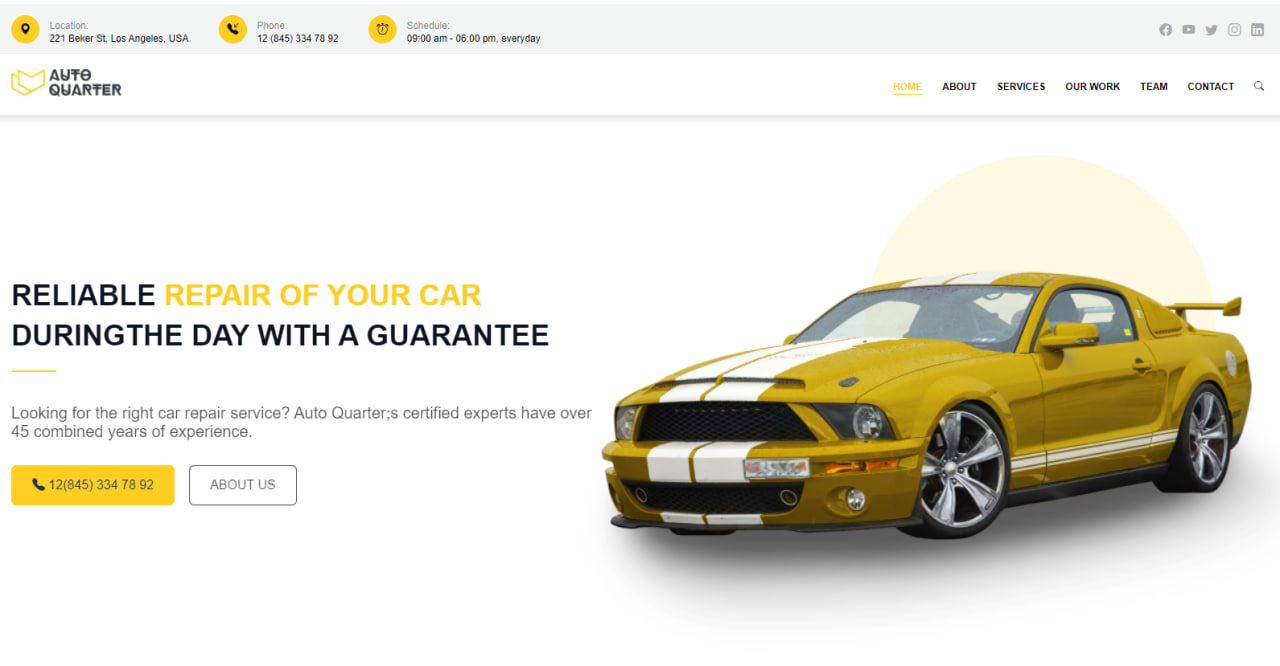 Location:
221 Beker St, Los Angeles, USA
Phone:
12 (845) 334 78 92
Schedule:
09:00 am - 06:00 pm, everyday
AUTO
QUARTER
HOME ABOUT SERVICES OUR WORK TEAM CONTACT
RELIABLE REPAIR OF YOUR CAR
DURINGTHE DAY WITH A GUARANTEE
Looking for the right car repair service? Auto Quarter;s certified experts have over
45 combined years of experience.
12(845) 334 78 92
ABOUT US